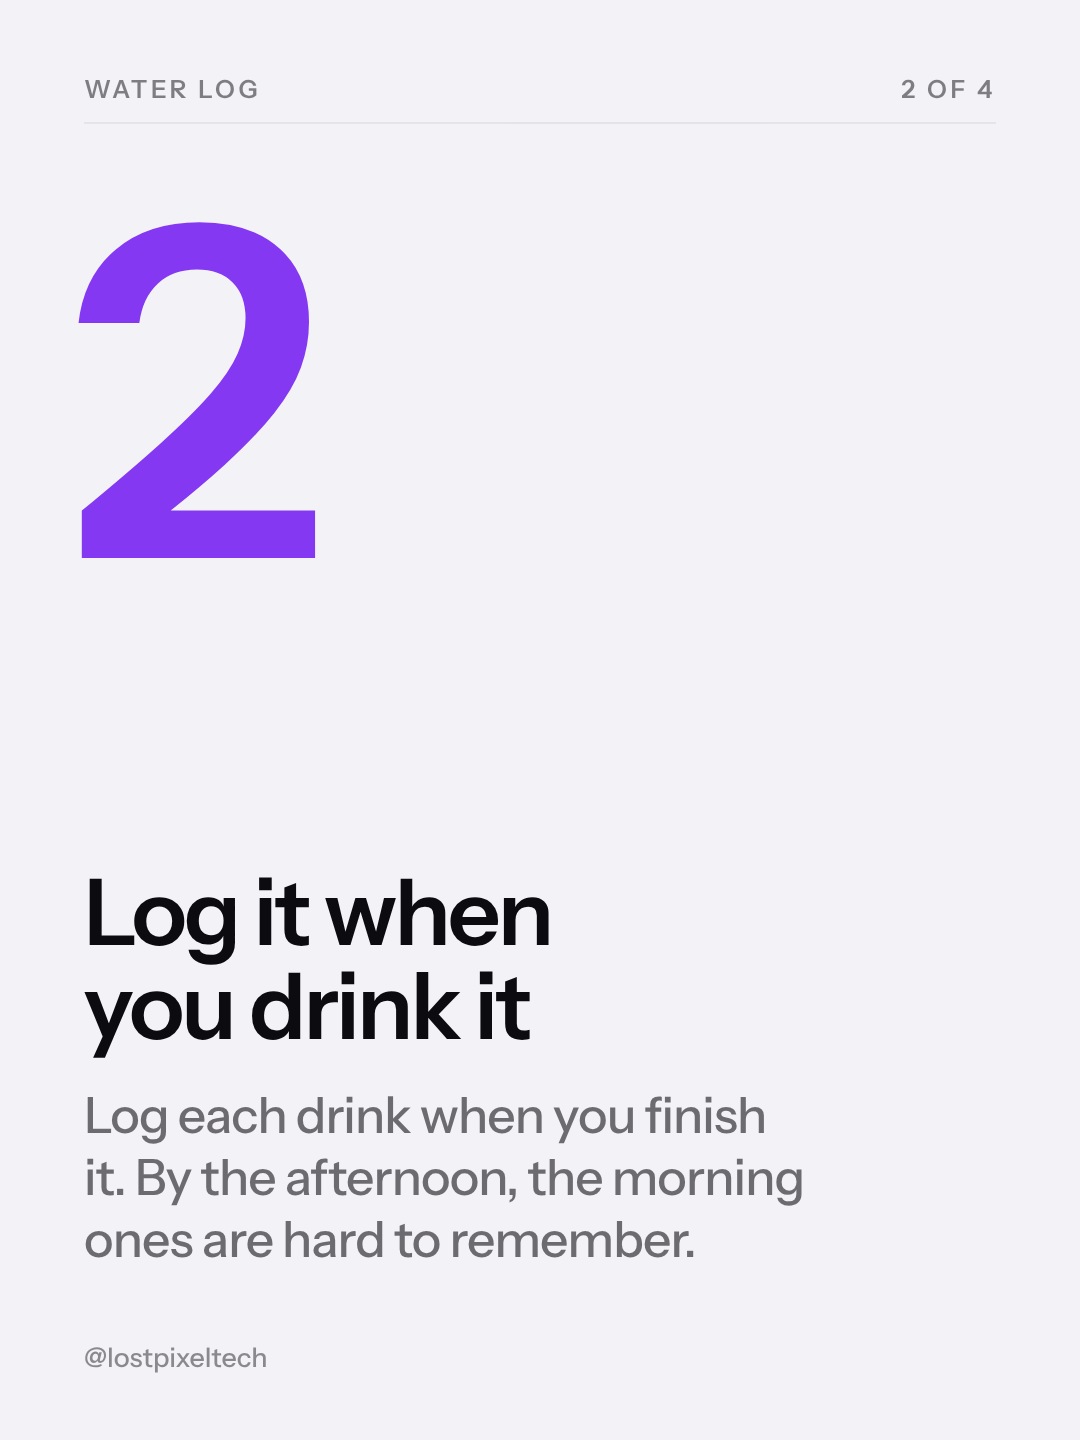 WATER LOG
2 OF 4
2
Log it when
you drink it
Log each drink when you finish
it. By the afternoon, the morning
ones are hard to remember.
@lostpixeltech